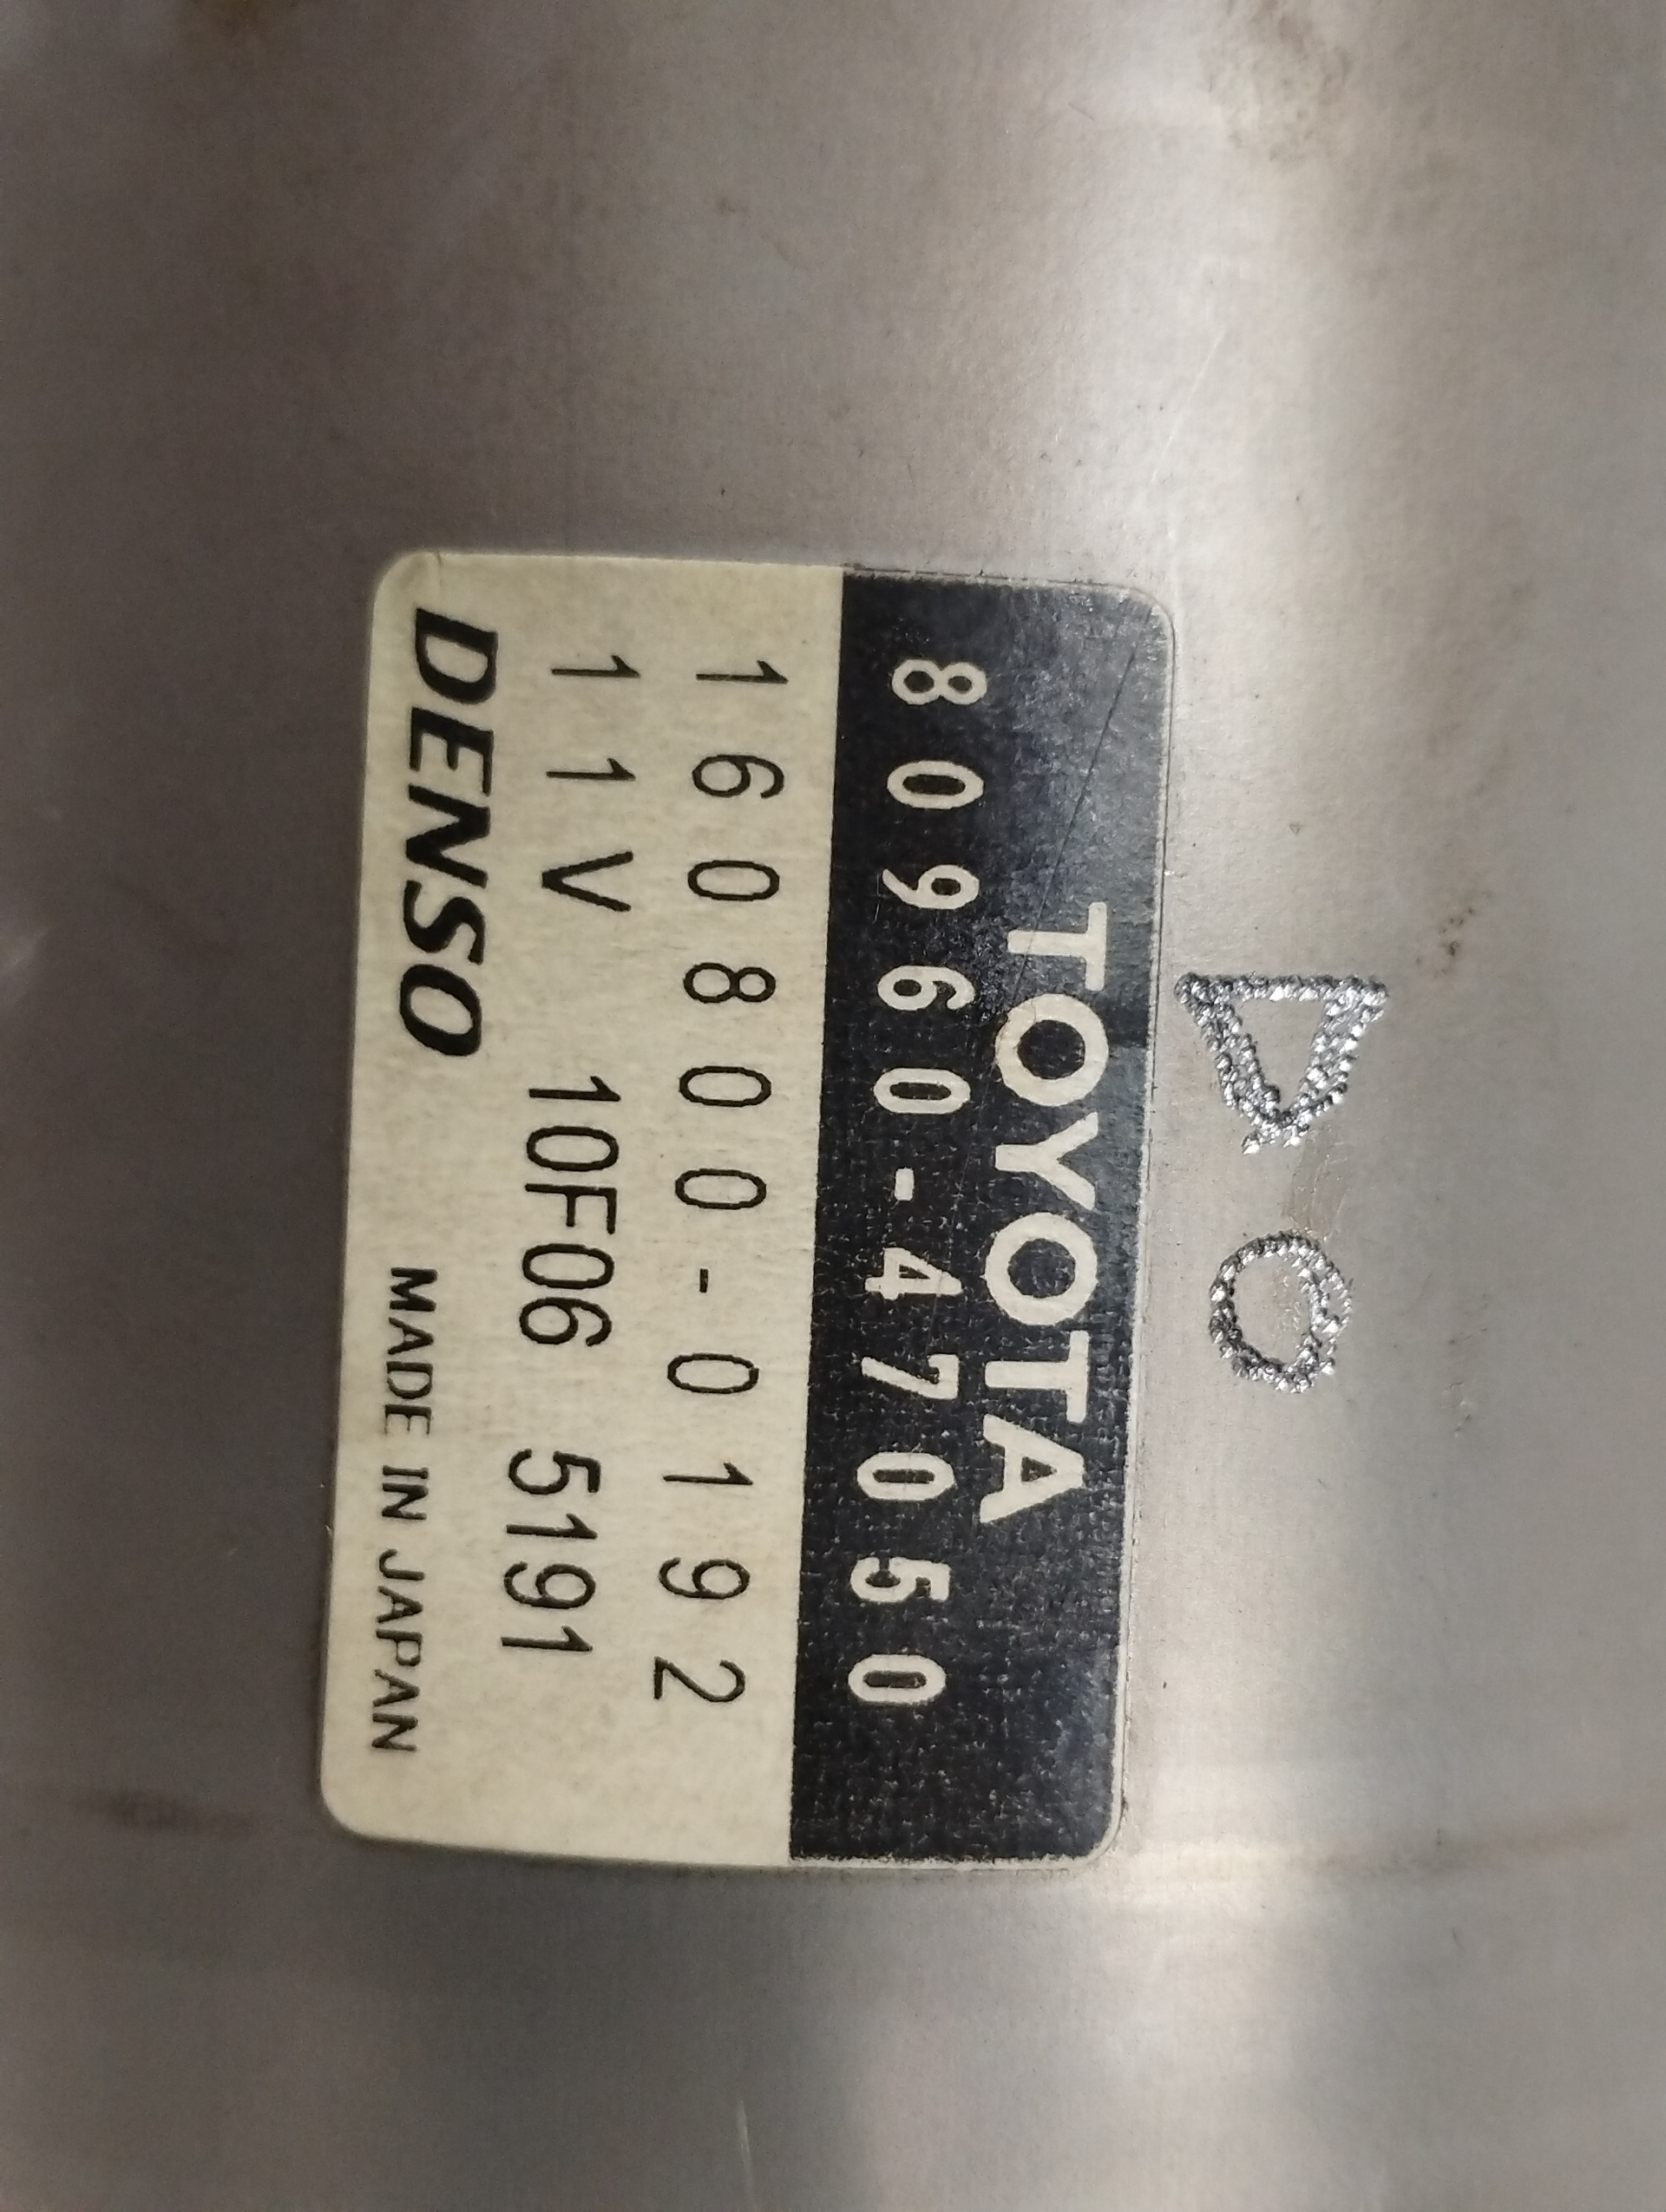 TOYOTA
80960-47050
160800-0192
11V 10F06 5191
DENSO MADE IN JAPAN